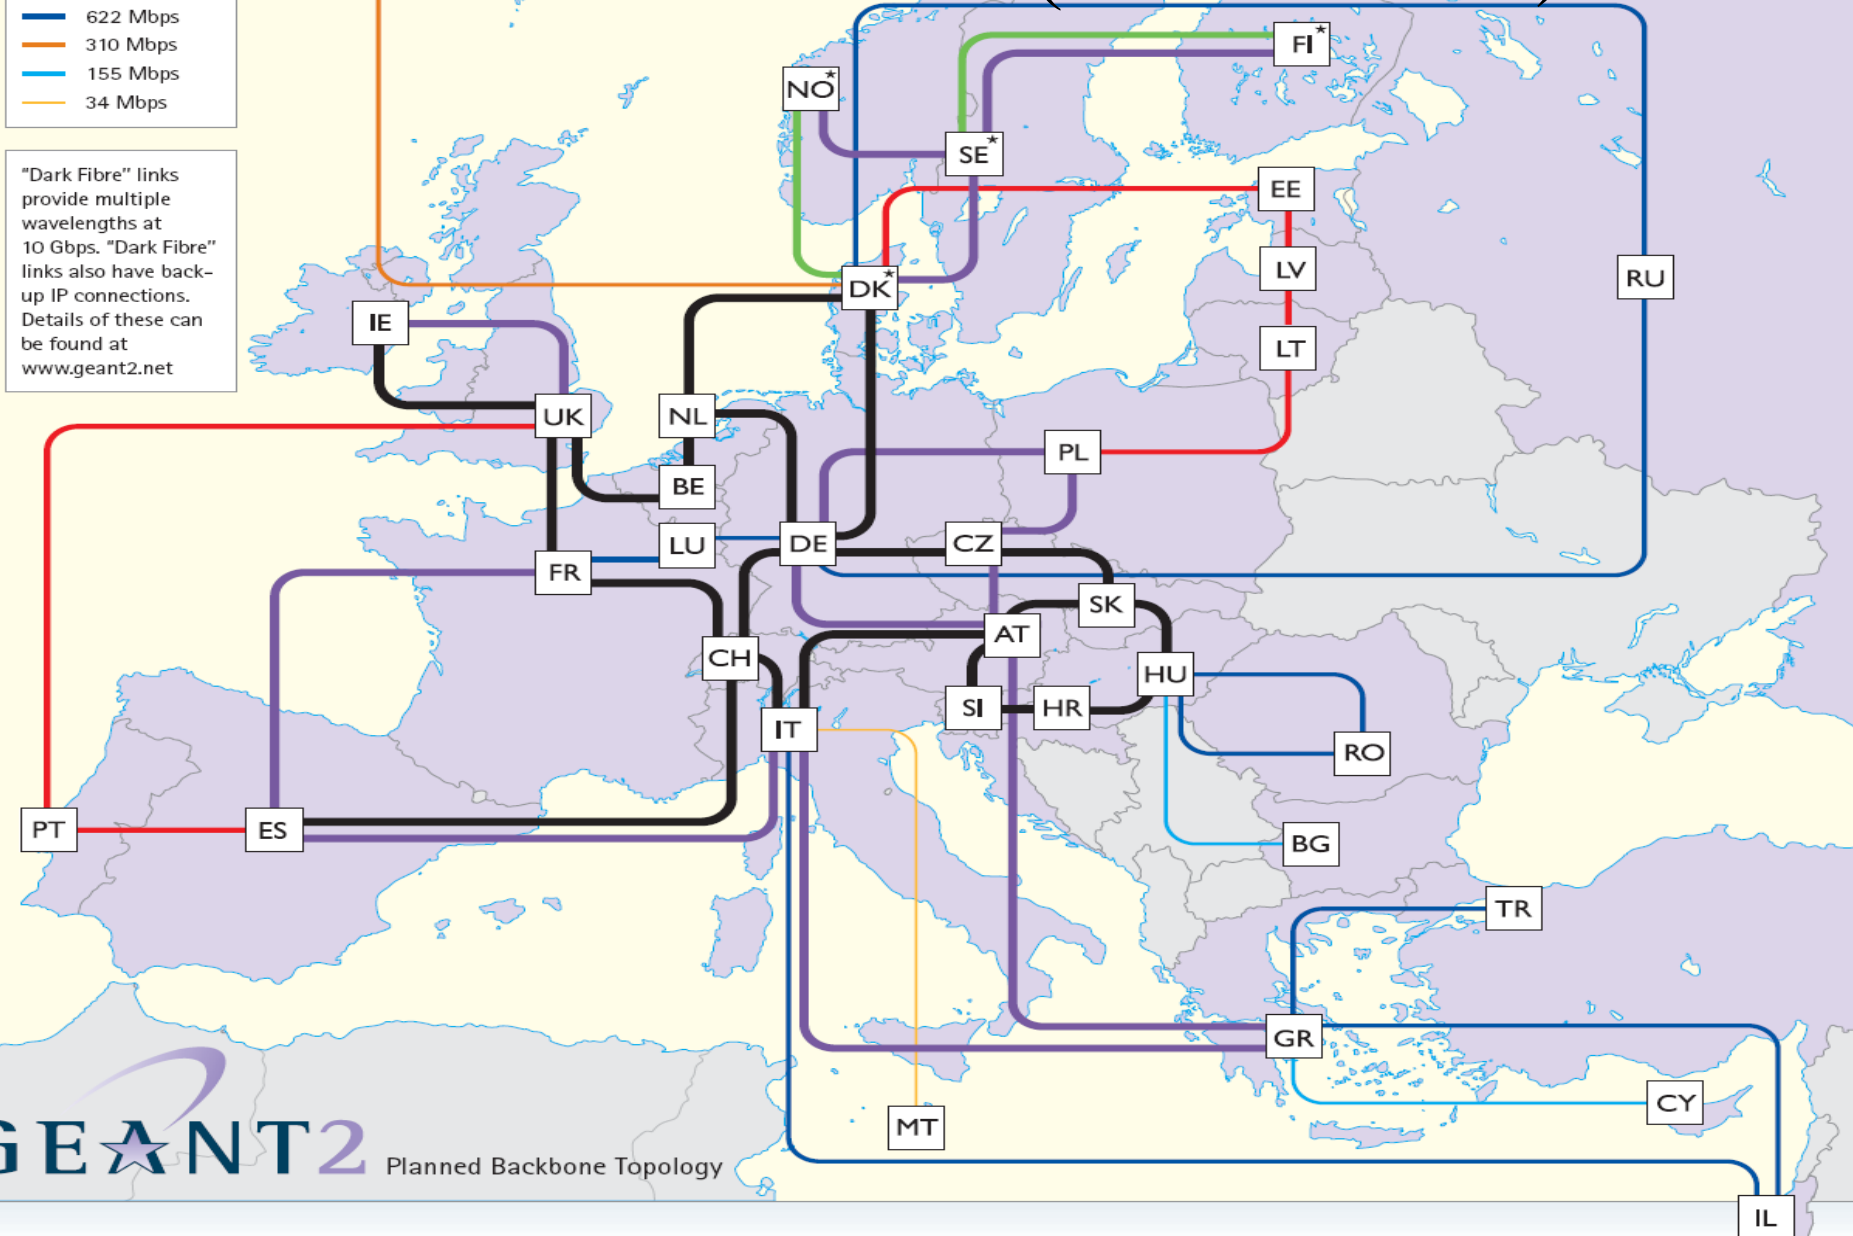 622 Mbps
310 Mbps
155 Mbps
34 Mbps
"Dark Fibre" links
provide multiple
wavelengths at
10 Gbps. "Dark Fibre"
links also have back-
up IP connections.
Details of these can
be found at
www.geant2.net
FI*
NO*
SE*
EE
LV
RU
DK*
IE
LT
UK
NL
PL
BE
LU
DE
CZ
FR
SK
AT
CH
HU
SI
HR
IT
RO
PT
ES
BG
TR
GR
CY
MT
GEANT2
Planned Backbone Topology
IL